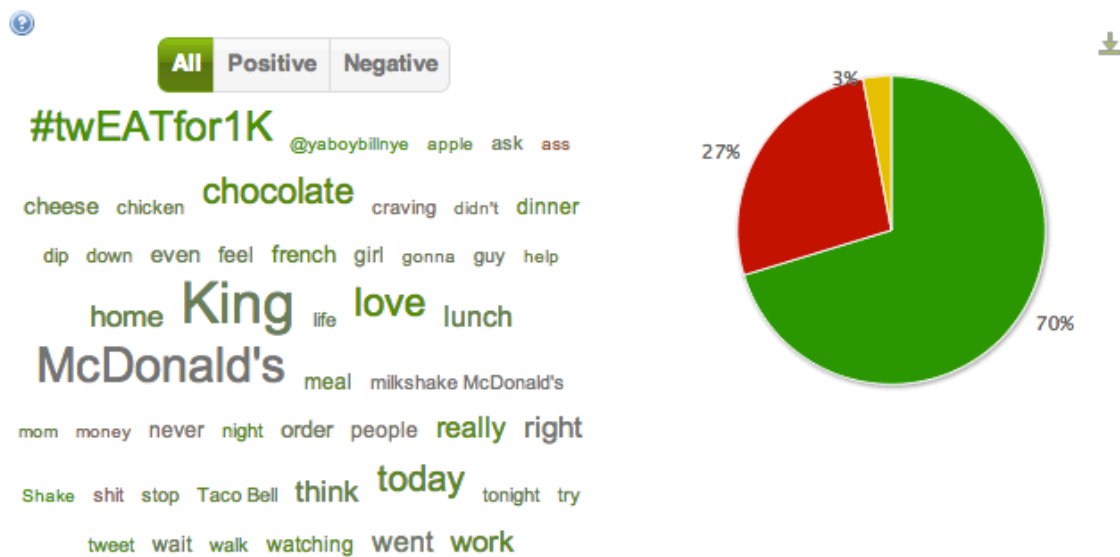 ?
All Positive Negative
#twEATfor1K @yaboybillnye apple ask ass
cheese chicken chocolate craving didn't dinner
dip down even feel french girl gonna guy help
home King life love lunch
McDonald's meal milkshake McDonald's
mom money never night order people really right
Shake shit stop Taco Bell think today tonight try
tweet wait walk watching went work
3%
27%
70%